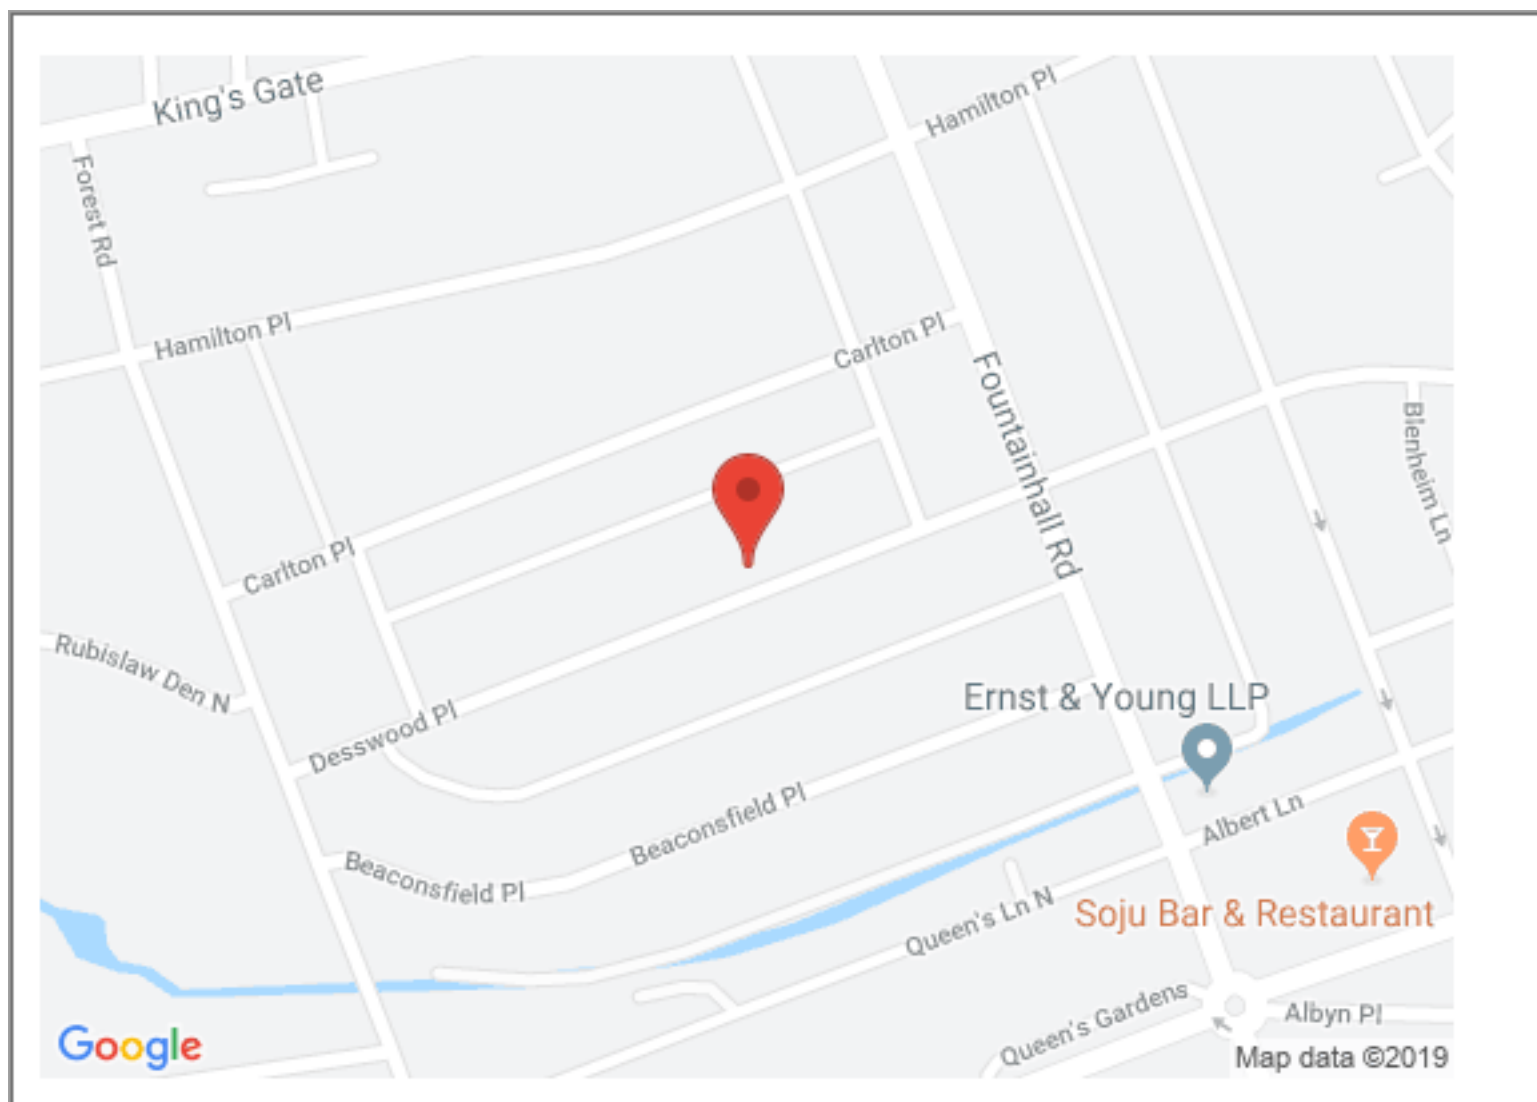 King's Gate
Hamilton Pl
Forest Rd
Hamilton Pl
Carlton Pl
Fountainhall Rd
Blenheim Ln
Carlton Pl
Rubislaw Den N
Desswood Pl
Ernst & Young LLP
Beaconsfield Pl
Albert Ln
Beaconsfield Pl
Queen's Ln N
Soju Bar & Restaurant
Queen's Gardens
Albyn Pl
Google
Map data ©2019